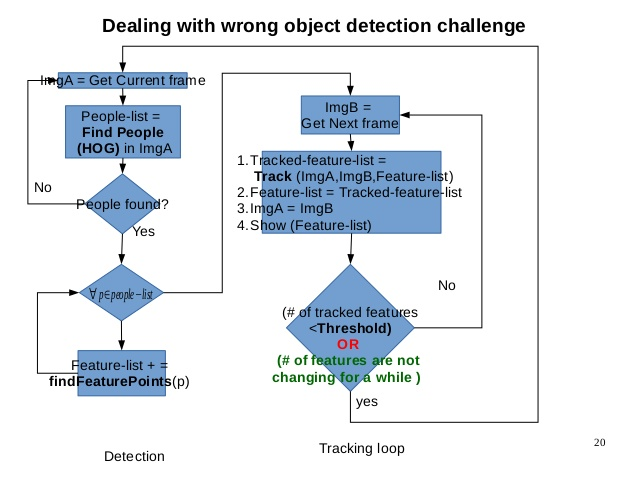 Dealing with wrong object detection challenge
ImgA = Get Current frame
People-list =
Find People
(HOG) in ImgA
No
People found?
Yes
∀ p∈people−list
Feature-list + =
findFeaturePoints(p)
Detection
ImgB =
Get Next frame
1.Tracked-feature-list =
Track (ImgA,ImgB,Feature-list)
2.Feature-list = Tracked-feature-list
3.ImgA = ImgB
4.Show (Feature-list)
No
(# of tracked features
<Threshold)
OR
(# of features are not
changing for a while )
yes
Tracking loop
20